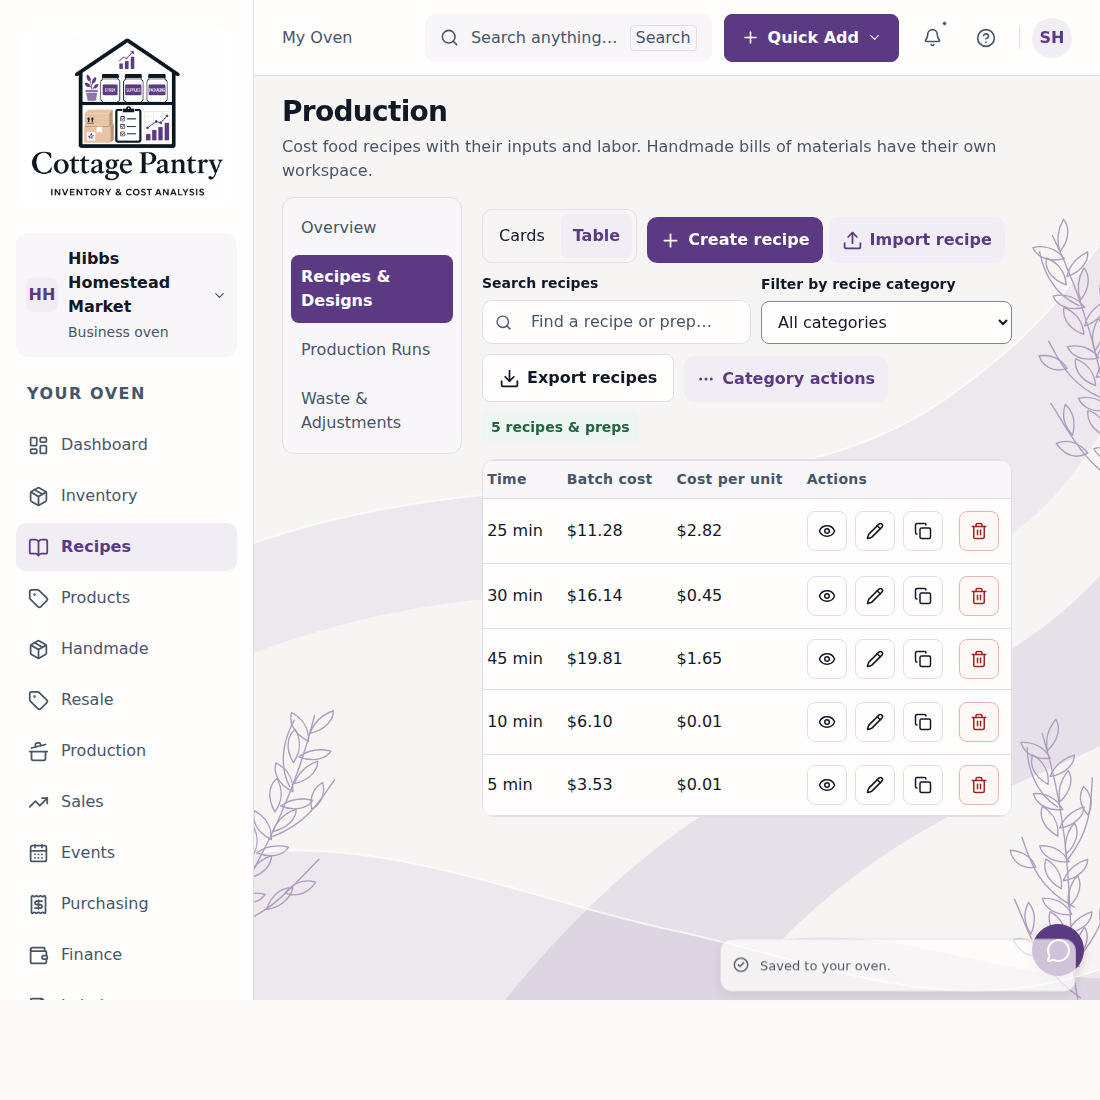 My Oven
Search anything...
Search
Quick Add
SH
Cottage Pantry
INVENTORY & COST ANALYSIS
HH
Hibbs
Homestead
Market
Business oven
YOUR OVEN
Dashboard
Inventory
Recipes
Products
Handmade
Resale
Production
Sales
Events
Purchasing
Finance
Production
Cost food recipes with their inputs and labor. Handmade bills of materials have their own
workspace.
Overview
Recipes &
Designs
Production Runs
Waste &
Adjustments
Cards
Table
Create recipe
Import recipe
Search recipes
Filter by recipe category
Find a recipe or prep...
All categories
Export recipes
Category actions
5 recipes & preps
Time Batch cost Cost per unit Actions
25 min $11.28 $2.82
30 min $16.14 $0.45
45 min $19.81 $1.65
10 min $6.10 $0.01
5 min $3.53 $0.01
Saved to your oven.